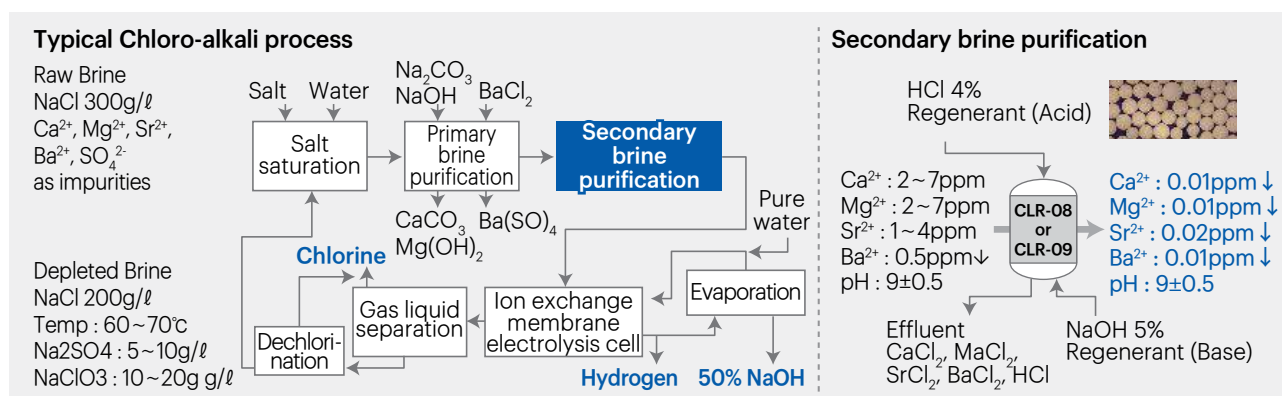 Typical Chloro-alkali process
Raw Brine
NaCl 300g/ℓ
Ca²⁺, Mg²⁺, Sr²⁺,
Ba²⁺, SO₄²⁻
as impurities
Depleted Brine
NaCl 200g/ℓ
Temp : 60~70℃
Na2SO4 : 5~10g/ℓ
NaClO3 : 10~20g g/ℓ
Salt
Water
Salt
saturation
Na₂CO₃
NaOH
BaCl₂
Primary
brine
purification
CaCO₃
Mg(OH)₂
Ba(SO)₄
Secondary
brine
purification
Pure
water
Chlorine
Dechlori-
nation
Gas liquid
separation
Ion exchange
membrane
electrolysis cell
Evaporation
Hydrogen
50% NaOH
Secondary brine purification
HCl 4%
Regenerant (Acid)
Ca²⁺ : 2~7ppm
Mg²⁺ : 2~7ppm
Sr²⁺ : 1~4ppm
Ba²⁺ : 0.5ppm↓
pH : 9±0.5
CLR-08
or
CLR-09
Ca²⁺ : 0.01ppm↓
Mg²⁺ : 0.01ppm↓
Sr²⁺ : 0.02ppm↓
Ba²⁺ : 0.01ppm↓
pH : 9±0.5
Effluent
CaCl₂, MaCl₂,
SrCl₂, BaCl₂, HCl
NaOH 5%
Regenerant (Base)